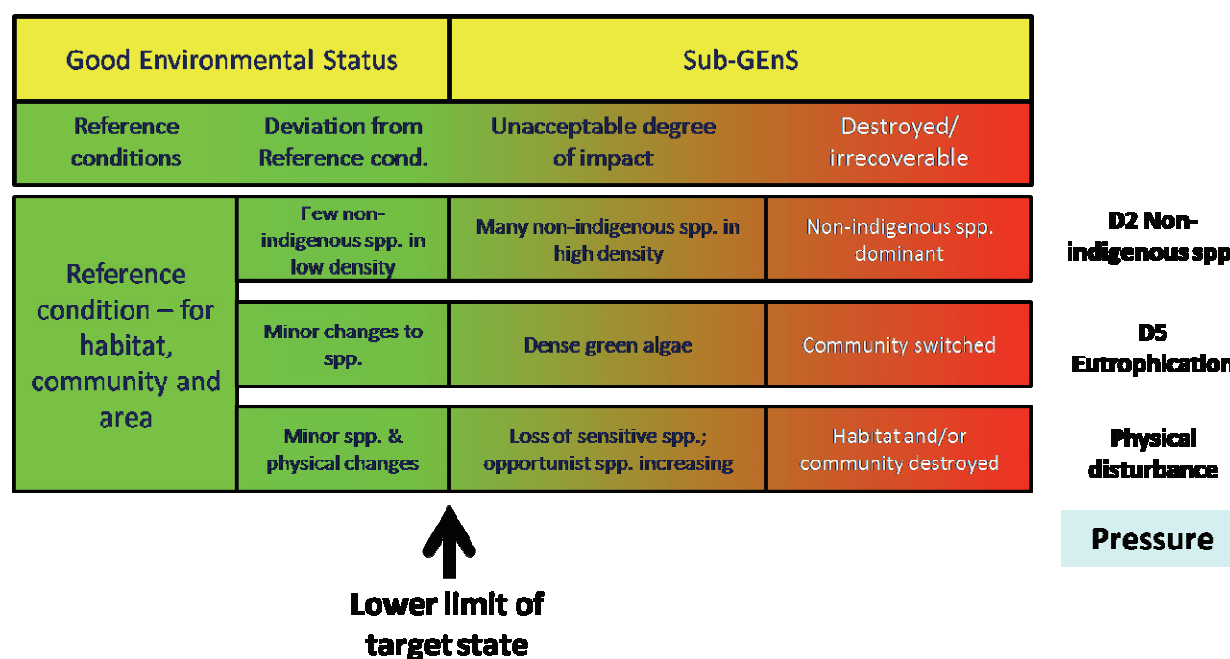 Good Environmental Status
Sub-GEnS
Reference
conditions
Deviation from
Reference cond.
Unacceptable degree
of impact
Destroyed/
irrecoverable
Reference
condition – for
habitat,
community and
area
Few non-
indigenous spp. in
low density
Many non-indigenous spp. in
high density
Non-indigenous spp.
dominant
D2 Non-
indigenous spp
Minor changes to
spp.
Dense green algae
Community switched
D5
Eutrophication
Minor spp. &
physical changes
Loss of sensitive spp.;
opportunist spp. increasing
Habitat and/or
community destroyed
Physical
disturbance
Pressure
Lower limit of
target state